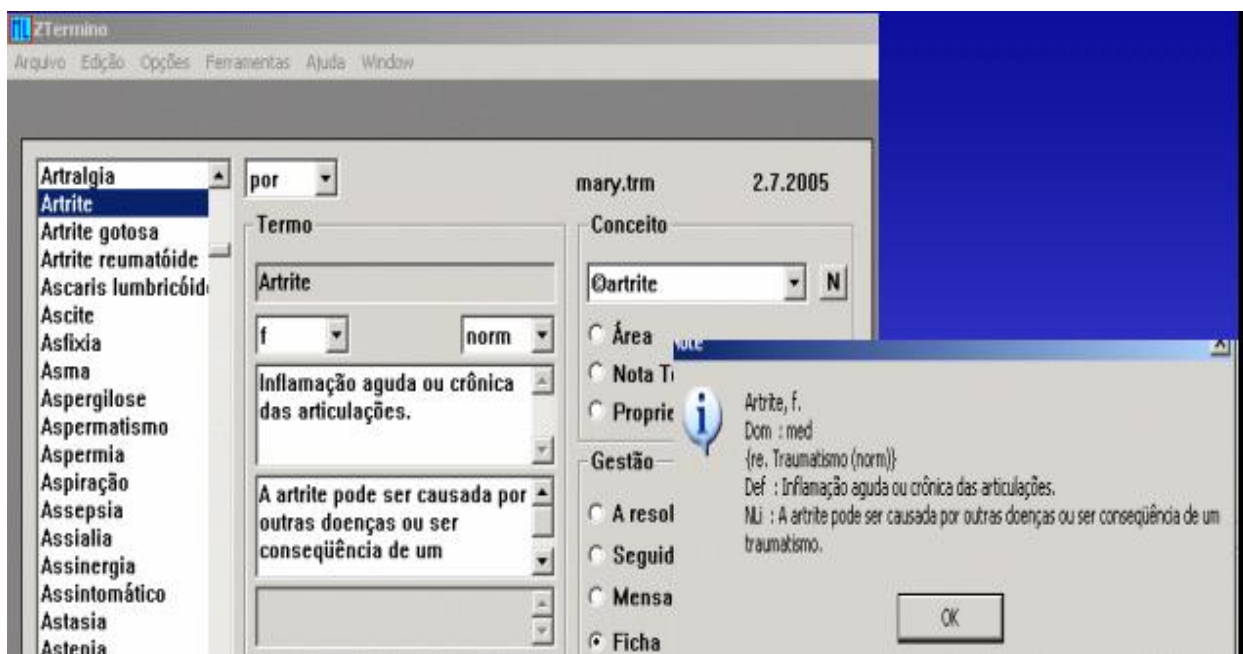 ZTermino
Arquivo Edição Opções Ferramentas Ajuda Window
Artralgia
Artrite
Artrite gotosa
Artrite reumatóide
Ascaris lumbricóid
Ascite
Asfixia
Asma
Aspergilose
Aspermatismo
Aspermia
Aspiração
Assepsia
Assialia
Assinergia
Assintomático
Astasia
Astenia
por
mary.trm 2.7.2005
Termo
Artrite
f norm
Inflamação aguda ou crônica
das articulações.
A artrite pode ser causada por
outras doenças ou ser
conseqüência de um
Conceito
©artrite N
Área
Nota T
Proprie
Gestão
A resol
Seguid
Mensa
Ficha
Note X
Artrite, f.
Dom : med
{re. Traumatismo (norm)}
Def : Inflamação aguda ou crônica das articulações.
NLi : A artrite pode ser causada por outras doenças ou ser conseqüência de um
traumatismo.
OK